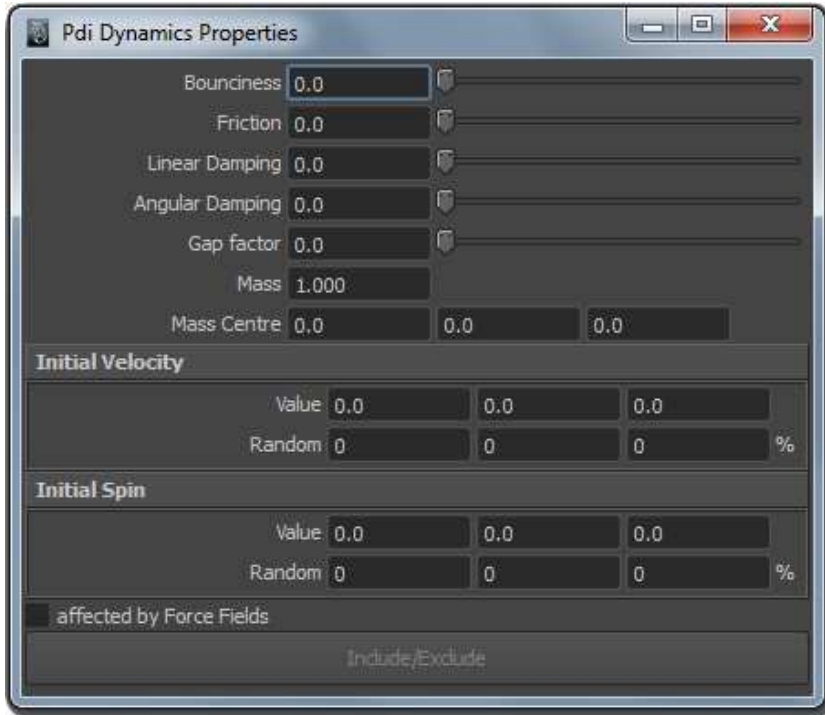 Pdi Dynamics Properties
Bounciness 0.0
Friction 0.0
Linear Damping 0.0
Angular Damping 0.0
Gap factor 0.0
Mass 1.000
Mass Centre 0.0 0.0 0.0
Initial Velocity
Value 0.0 0.0 0.0
Random 0 0 0 %
Initial Spin
Value 0.0 0.0 0.0
Random 0 0 0 %
affected by Force Fields
Include/Exclude